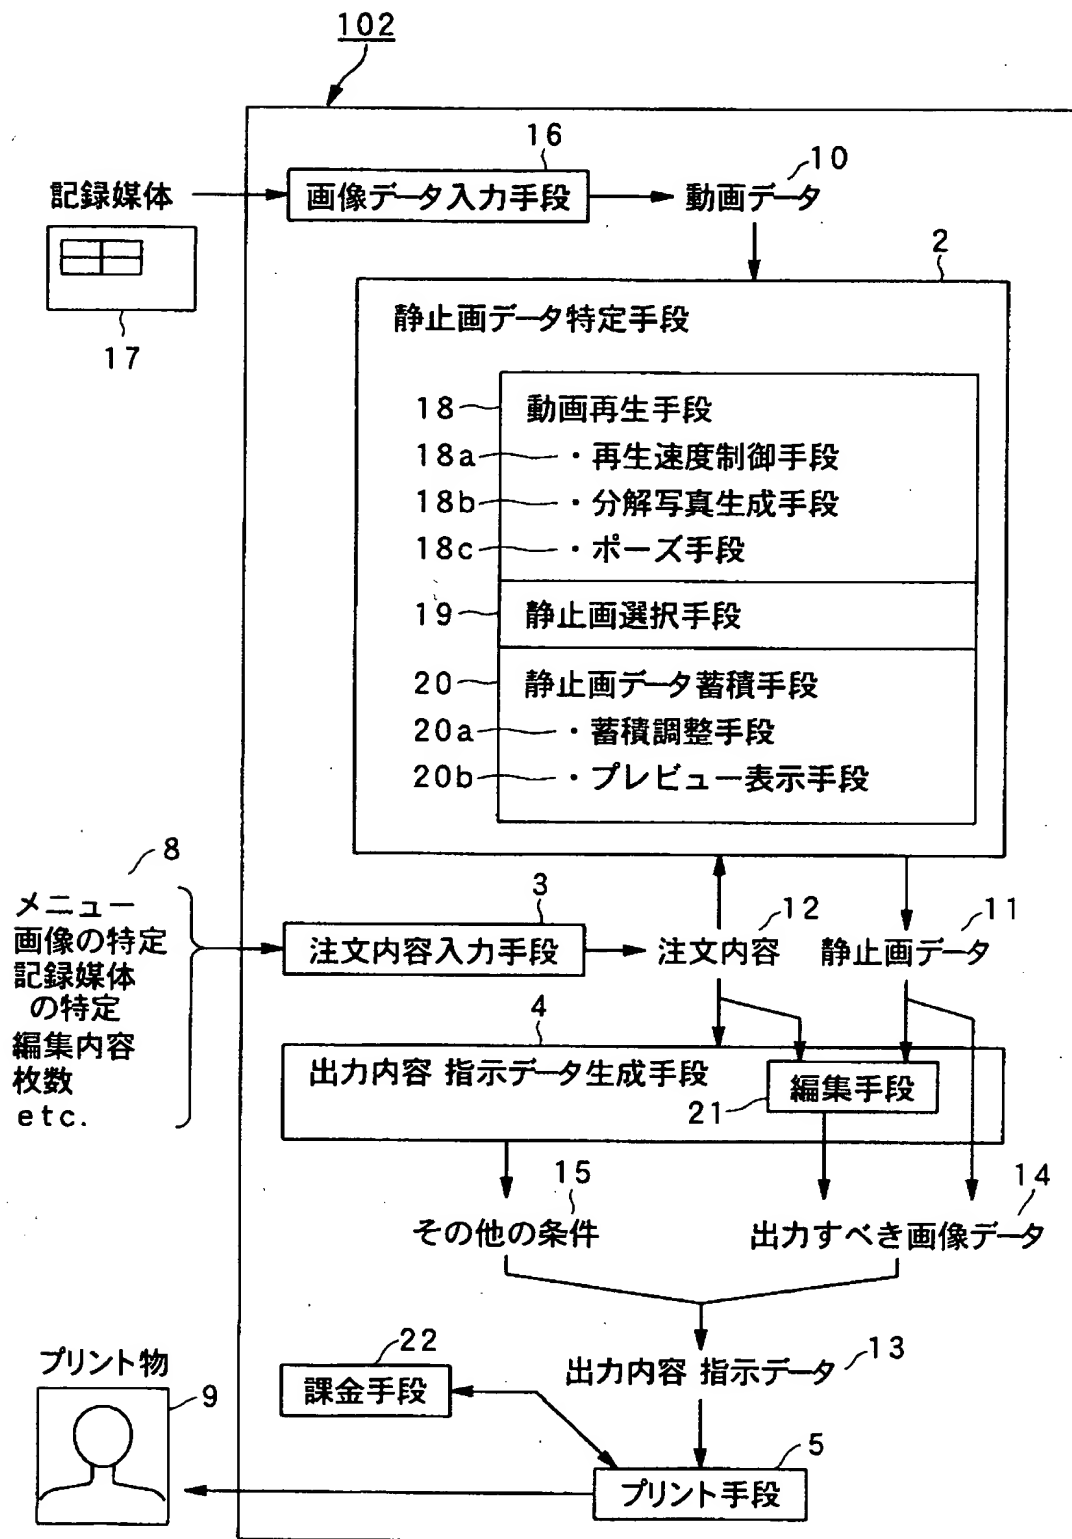 102
16
10
記録媒体
画像データ入力手段
動画データ
2
17
静止画データ特定手段
18 動画再生手段
18a ・再生速度制御手段
18b ・分解写真生成手段
18c ・ポーズ手段
19 静止画選択手段
20 静止画データ蓄積手段
20a ・蓄積調整手段
20b ・プレビュー表示手段
8
メニュー
画像の特定
記録媒体
の特定
編集内容
枚数
etc.
3
12
11
注文内容入力手段
注文内容
静止画データ
4
出力内容 指示データ生成手段
編集手段
21
15
14
その他の条件
出力すべき画像データ
22
13
課金手段
出力内容 指示データ
プリント物
9
5
プリント手段